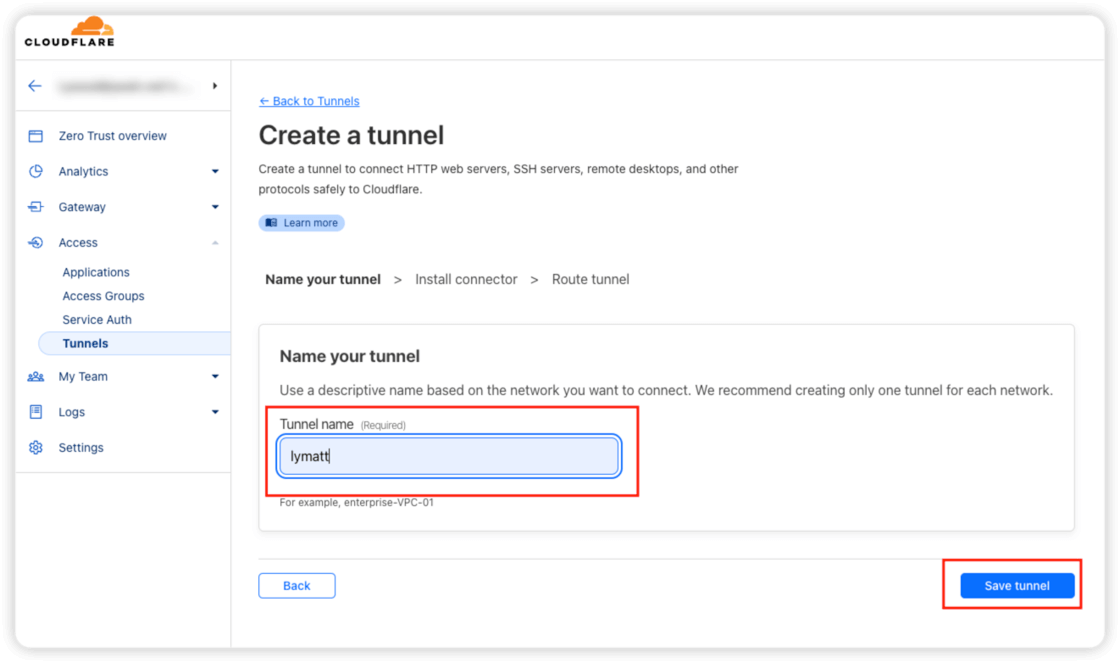 CLOUDFLARE
Zero Trust overview
Analytics
Gateway
Access
Applications
Access Groups
Service Auth
Tunnels
My Team
Logs
Settings
← Back to Tunnels
Create a tunnel
Create a tunnel to connect HTTP web servers, SSH servers, remote desktops, and other
protocols safely to Cloudflare.
Learn more
Name your tunnel > Install connector > Route tunnel
Name your tunnel
Use a descriptive name based on the network you want to connect. We recommend creating only one tunnel for each network.
Tunnel name (Required)
lymatt
For example, enterprise-VPC-01
Back
Save tunnel